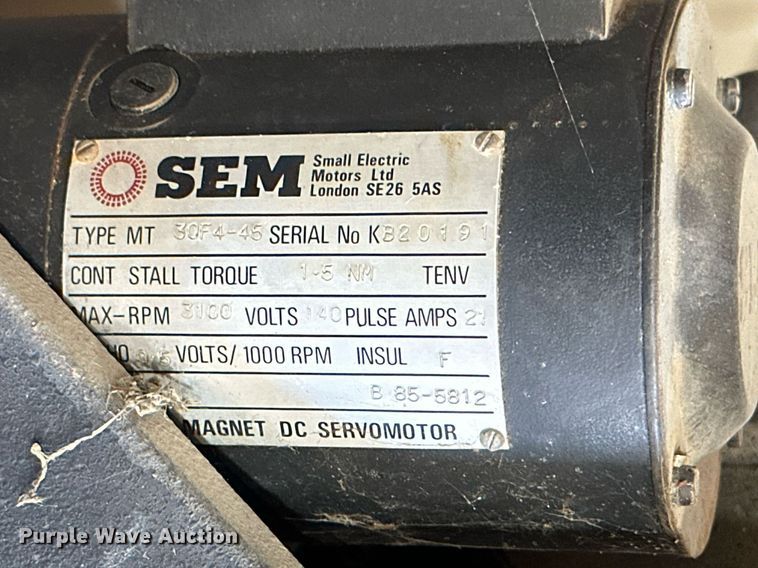 SEM Small Electric
Motors Ltd
London SE26 5AS
TYPE MT 30F4-45 SERIAL No K820191
CONT STALL TORQUE 1-5 NM TENV
MAX-RPM 3100 VOLTS 140 PULSE AMPS
VOLTS/1000 RPM INSUL F
B 85-5812
MAGNET DC SERVOMOTOR
Purple Wave Auction